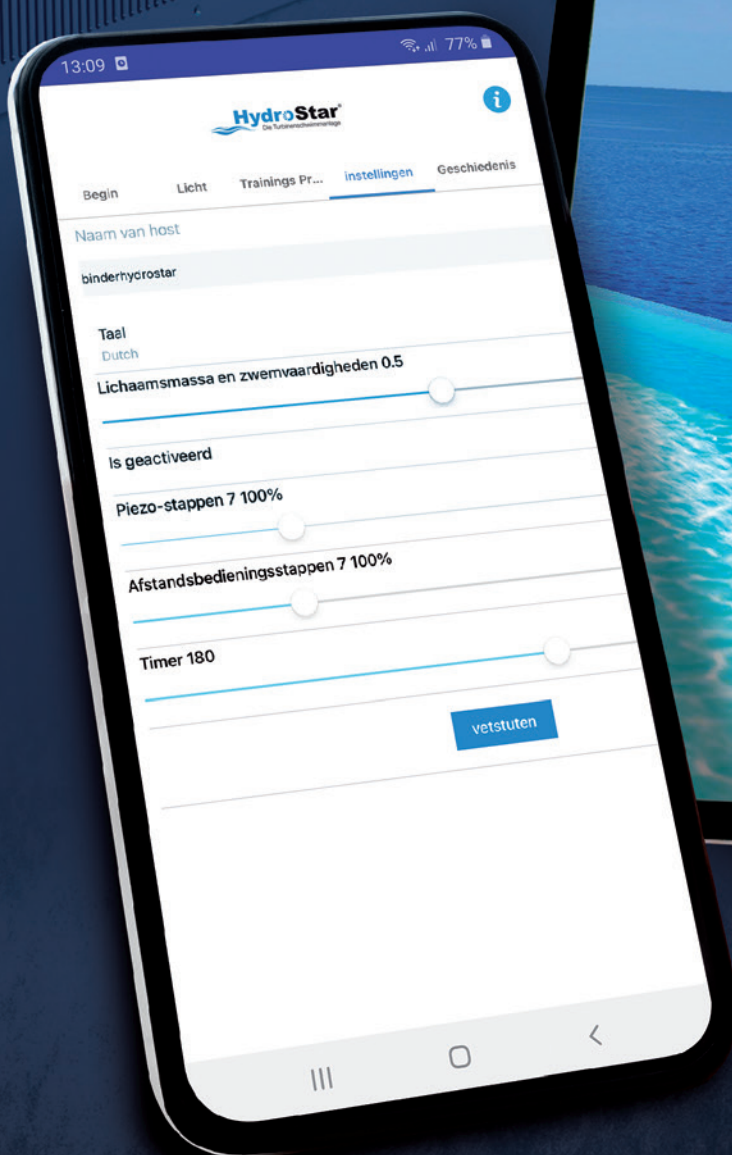 13:09
77%
HydroStar®
Die Turbinenschwimmanlage
i
Begin Licht Trainings Pr... instellingen Geschiedenis
Naam van host
binderhydrostar
Taal
Dutch
Lichaamsmassa en zwemvaardigheden 0.5
Is geactiveerd
Piezo-stappen 7 100%
Afstandsbedieningsstappen 7 100%
Timer 180
vetstuten